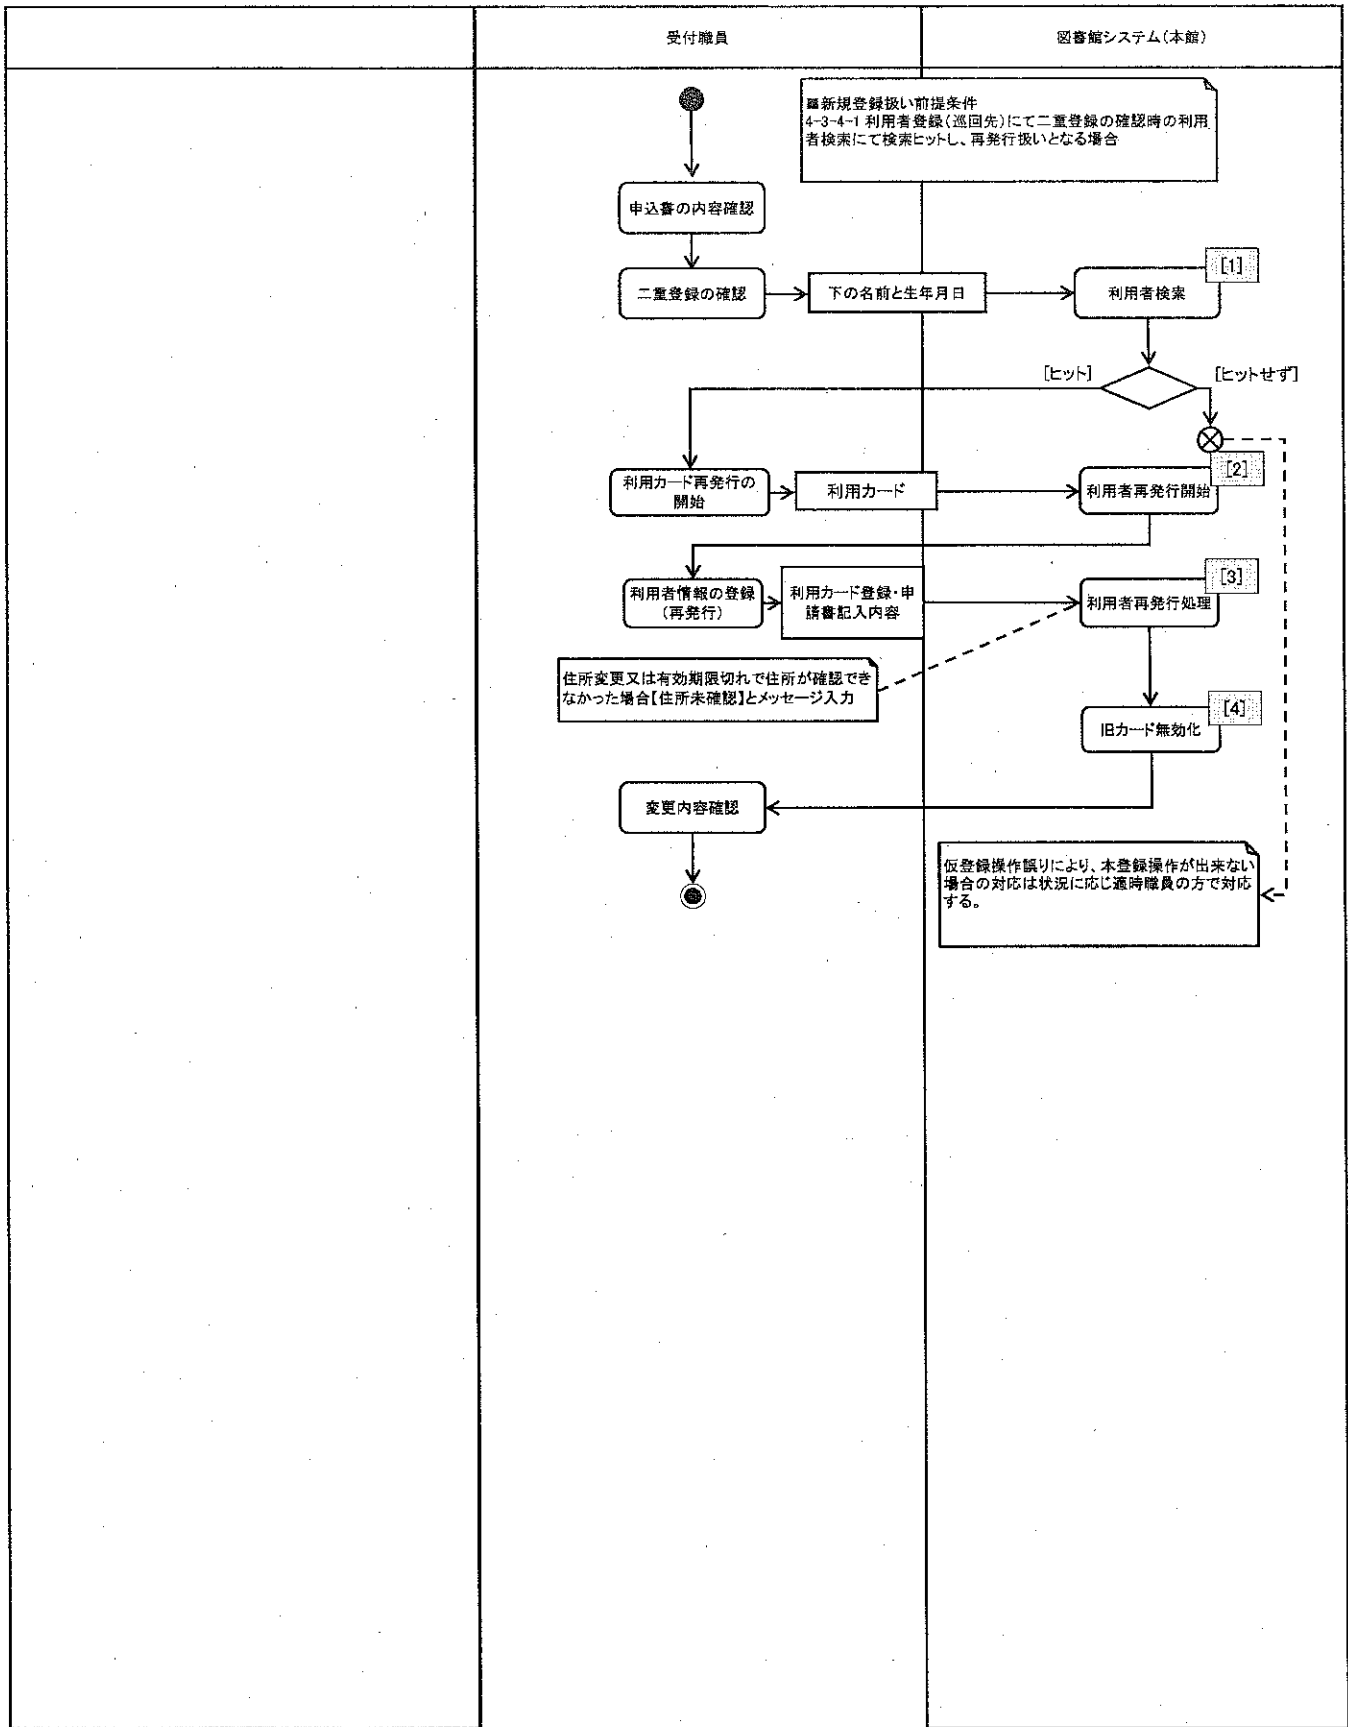 受付職員
図書館システム(本館)
■新規登録扱い前提条件
4-3-4-1 利用者登録(巡回先)にて二重登録の確認時の利用
者検索にて検索ヒットし、再発行扱いとなる場合
申込書の内容確認
二重登録の確認
下の名前と生年月日
利用者検索
[1]
[ヒット]
[ヒットせず]
利用カード再発行の
開始
利用カード
利用者再発行開始
[2]
利用者情報の登録
(再発行)
利用カード登録・申
請書記入内容
利用者再発行処理
[3]
住所変更又は有効期限切れで住所が確認でき
なかった場合【住所未確認】とメッセージ入力
旧カード無効化
[4]
変更内容確認
仮登録操作誤りにより、本登録操作が出来ない
場合の対応は状況に応じ適時職員の方で対応
する。